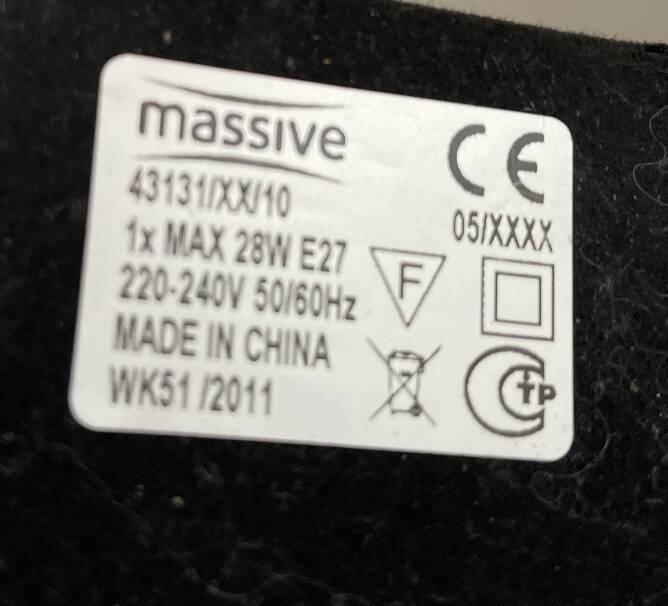 massive
43131/XX/10
1x MAX 28W E27
220-240V 50/60Hz
MADE IN CHINA
WK51 /2011
CE
05/XXXX
F
CTP